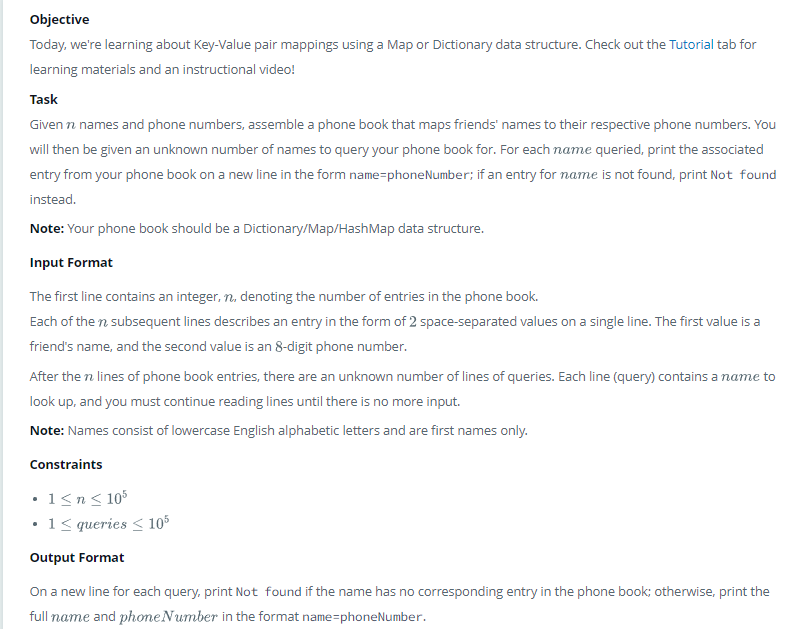 Objective
Today, we're learning about Key-Value pair mappings using a Map or Dictionary data structure. Check out the Tutorial tab for
learning materials and an instructional video!
Task
Given n names and phone numbers, assemble a phone book that maps friends' names to their respective phone numbers. You
will then be given an unknown number of names to query your phone book for. For each name queried, print the associated
entry from your phone book on a new line in the form name=phoneNumber; if an entry for name is not found, print Not found
instead.
Note: Your phone book should be a Dictionary/Map/HashMap data structure.
Input Format
The first line contains an integer, n, denoting the number of entries in the phone book.
Each of the n subsequent lines describes an entry in the form of 2 space-separated values on a single line. The first value is a
friend's name, and the second value is an 8-digit phone number.
After the n lines of phone book entries, there are an unknown number of lines of queries. Each line (query) contains a name to
look up, and you must continue reading lines until there is no more input.
Note: Names consist of lowercase English alphabetic letters and are first names only.
Constraints
• 1 ≤ n ≤ 10⁵
• 1 ≤ queries ≤ 10⁵
Output Format
On a new line for each query, print Not found if the name has no corresponding entry in the phone book; otherwise, print the
full name and phoneNumber in the format name=phoneNumber.